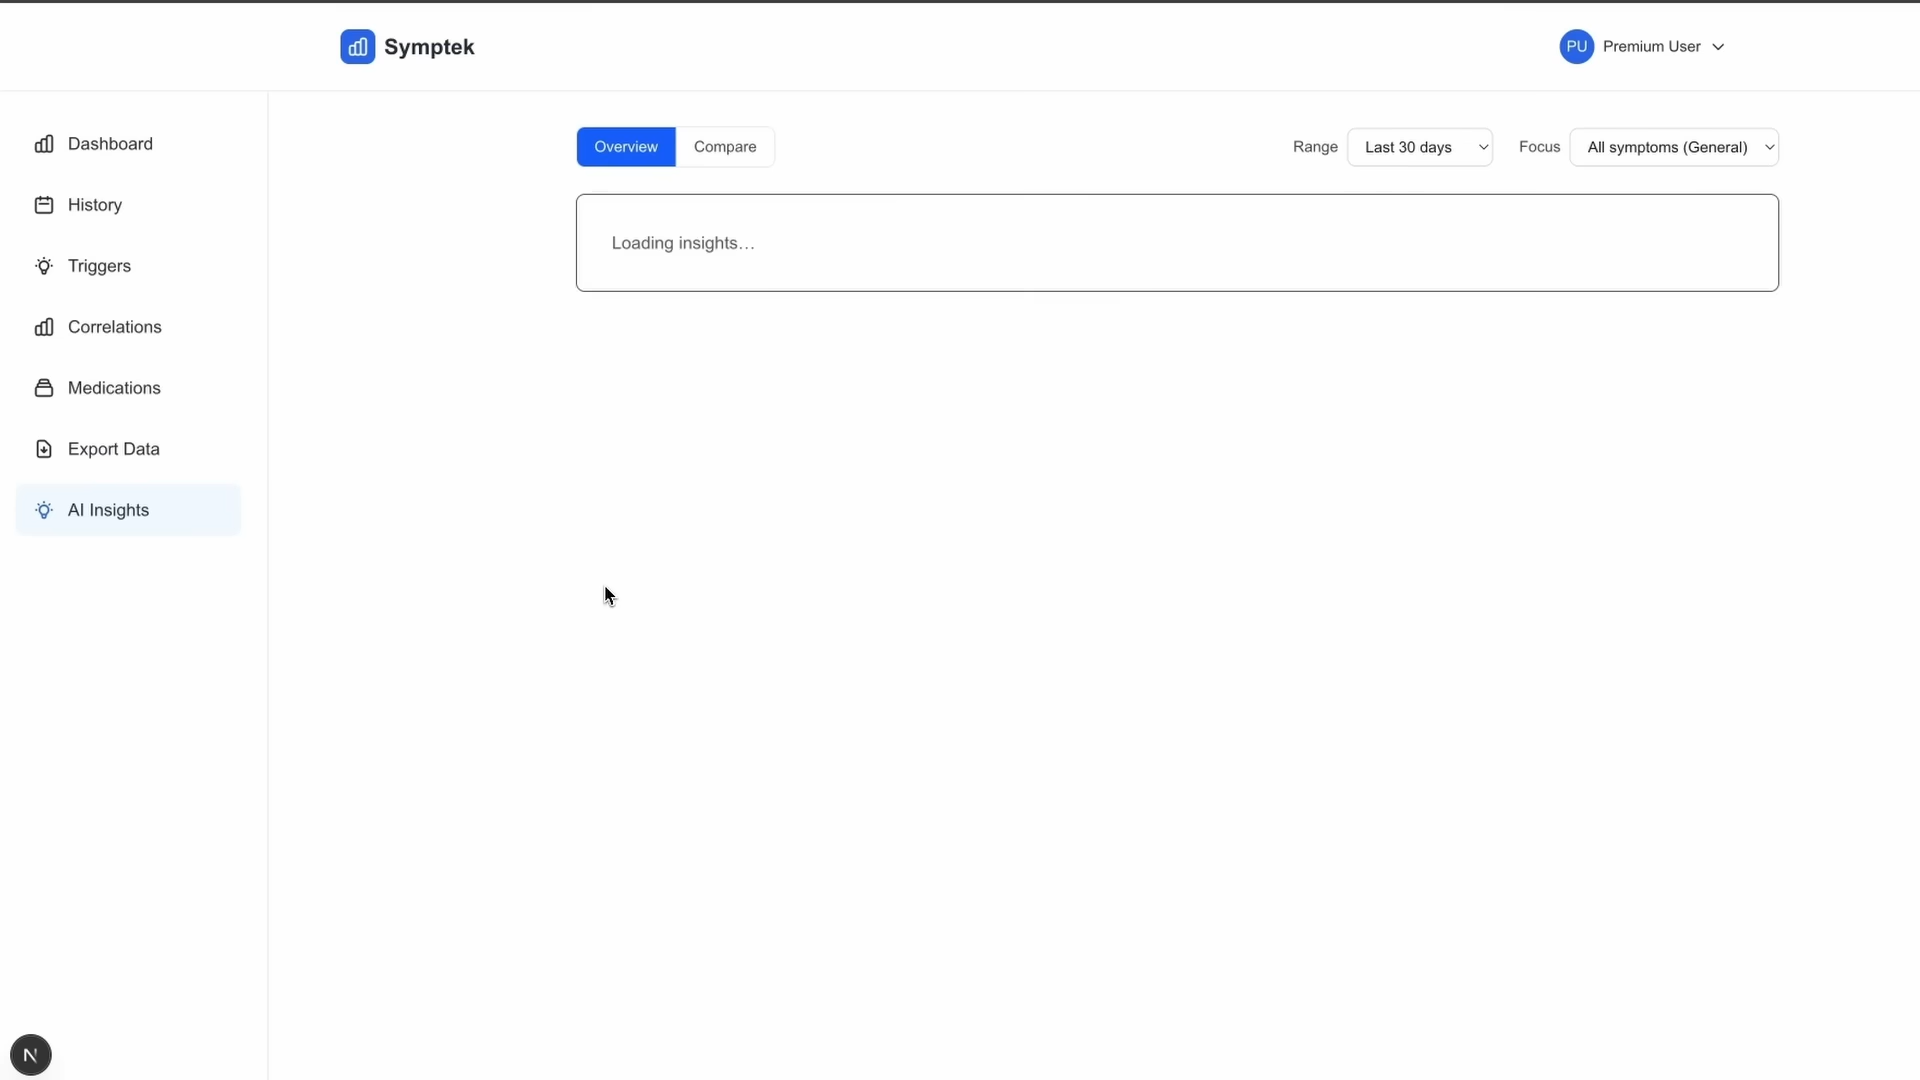 Symptek
PU Premium User
Dashboard
History
Triggers
Correlations
Medications
Export Data
AI Insights
Overview Compare Range Last 30 days Focus All symptoms (General)
Loading insights…
N